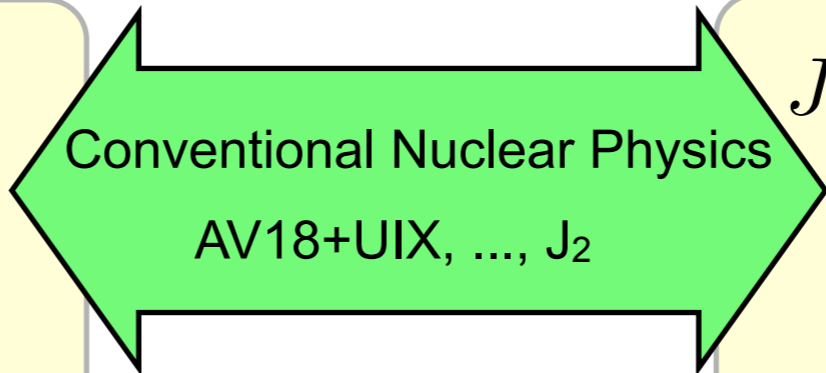 Conventional Nuclear Physics
AV18+UIX, ..., J₂
J